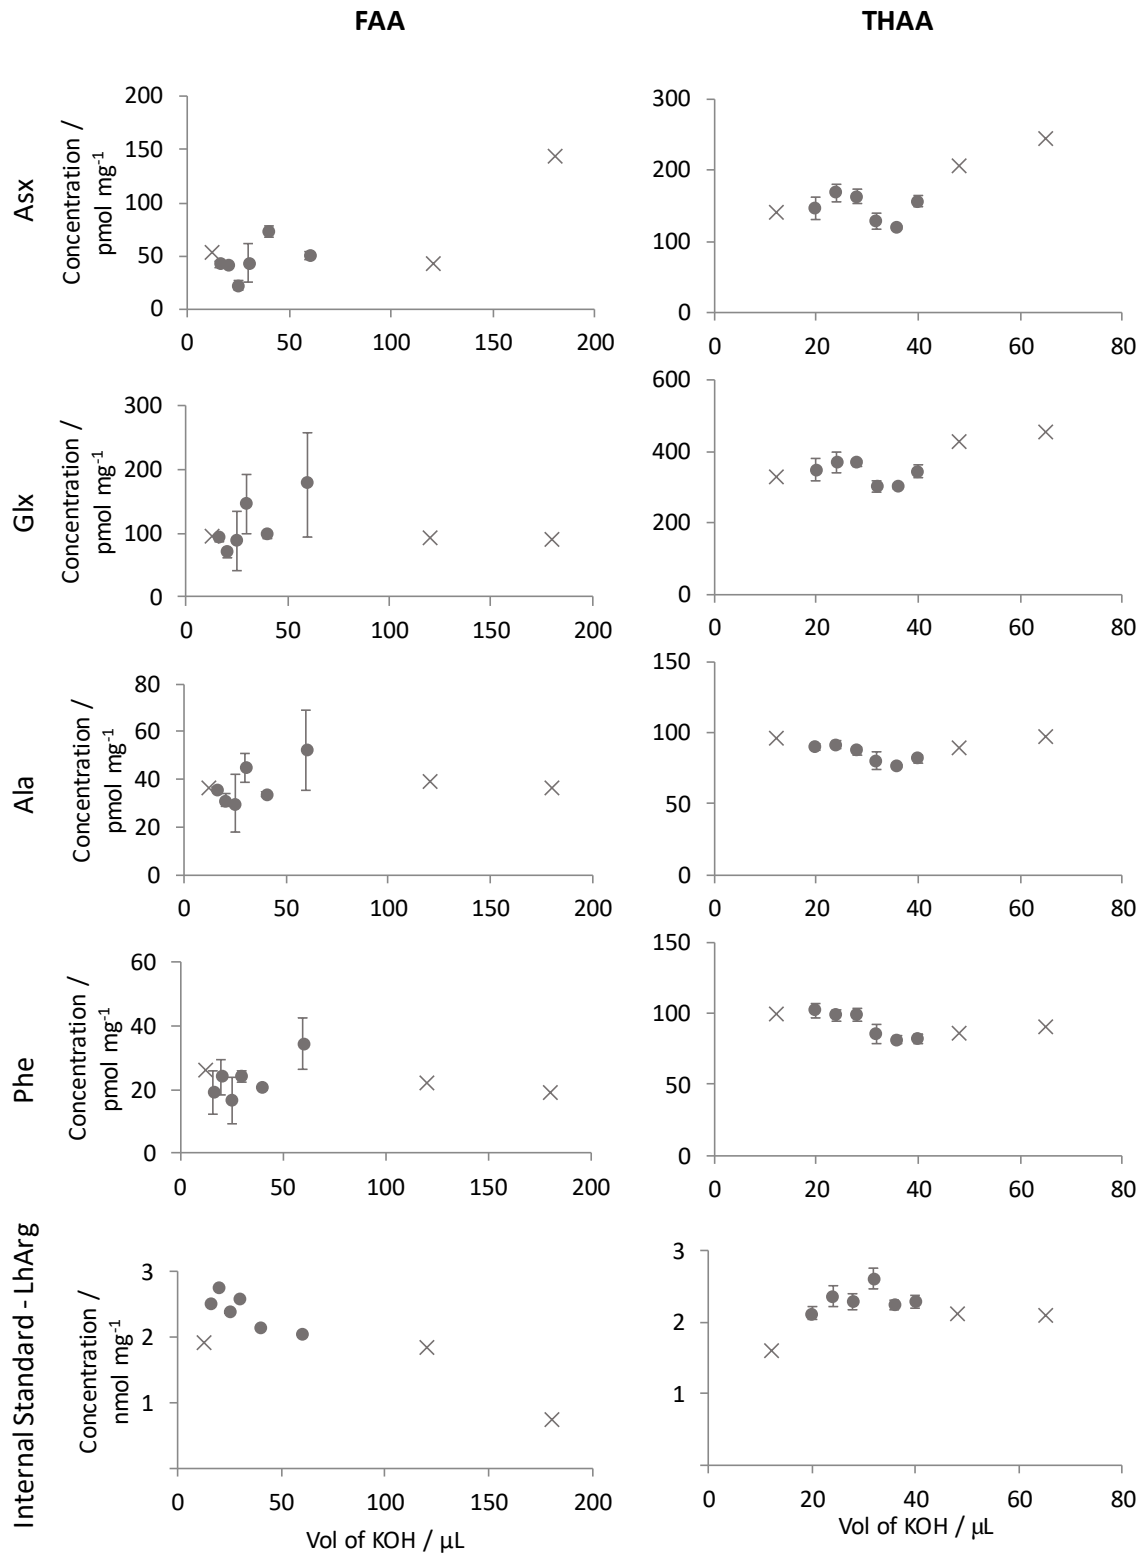 FAA
THAA
Asx
Concentration /
pmol mg-1
200
150
100
50
0
0 50 100 150 200
300
200
100
0
0 20 40 60 80
Glx
Concentration /
pmol mg-1
300
200
100
0
0 50 100 150 200
600
400
200
0
0 20 40 60 80
Ala
Concentration /
pmol mg-1
80
60
40
20
0
0 50 100 150 200
150
100
50
0
0 20 40 60 80
Phe
Concentration /
pmol mg-1
60
40
20
0
0 50 100 150 200
150
100
50
0
0 20 40 60 80
Internal Standard - LhArg
Concentration /
nmol mg-1
3
2
1
0 50 100 150 200
Vol of KOH / µL
3
2
1
0 20 40 60 80
Vol of KOH / µL